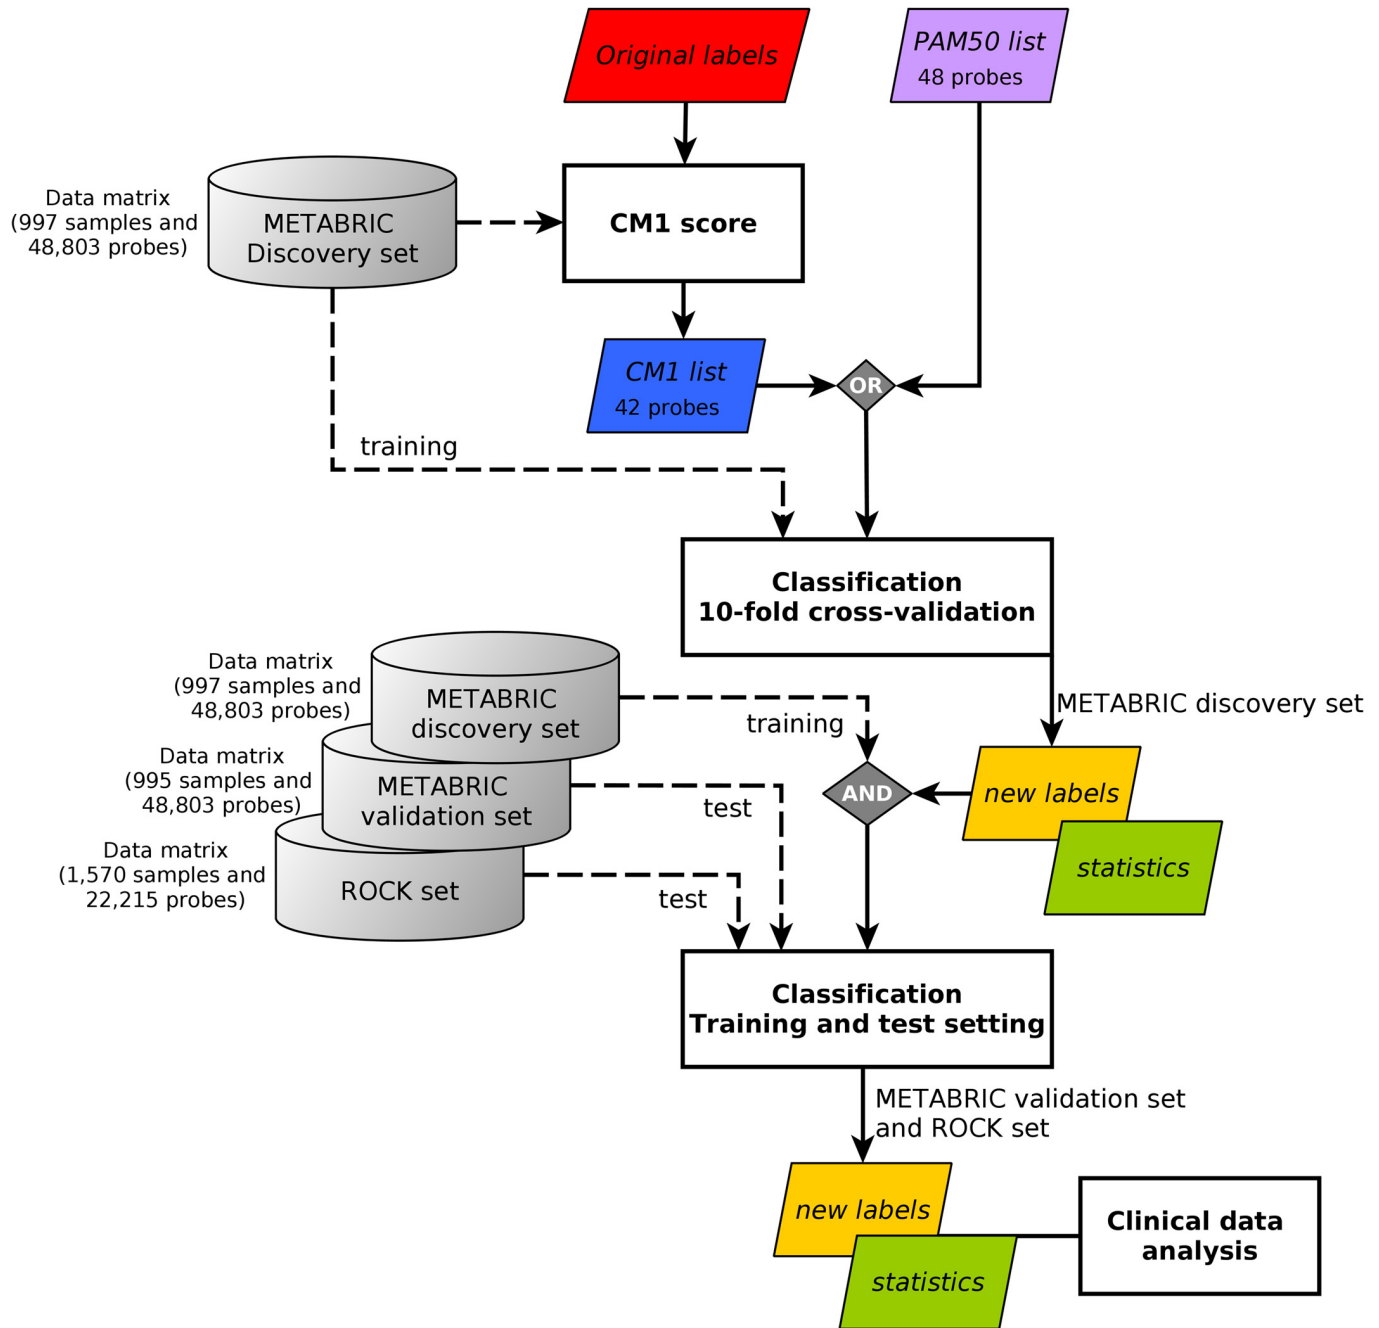 Original labels
PAM50 list
48 probes
Data matrix
(997 samples and
48,803 probes)
METABRIC
Discovery set
CM1 score
CM1 list
42 probes
OR
training
Classification
10-fold cross-validation
Data matrix
(997 samples and
48,803 probes)
METABRIC
discovery set
training
METABRIC discovery set
Data matrix
(995 samples and
48,803 probes)
METABRIC
validation set
test
AND
new labels
statistics
Data matrix
(1,570 samples and
22,215 probes)
ROCK set
test
Classification
Training and test setting
METABRIC validation set
and ROCK set
new labels
statistics
Clinical data
analysis